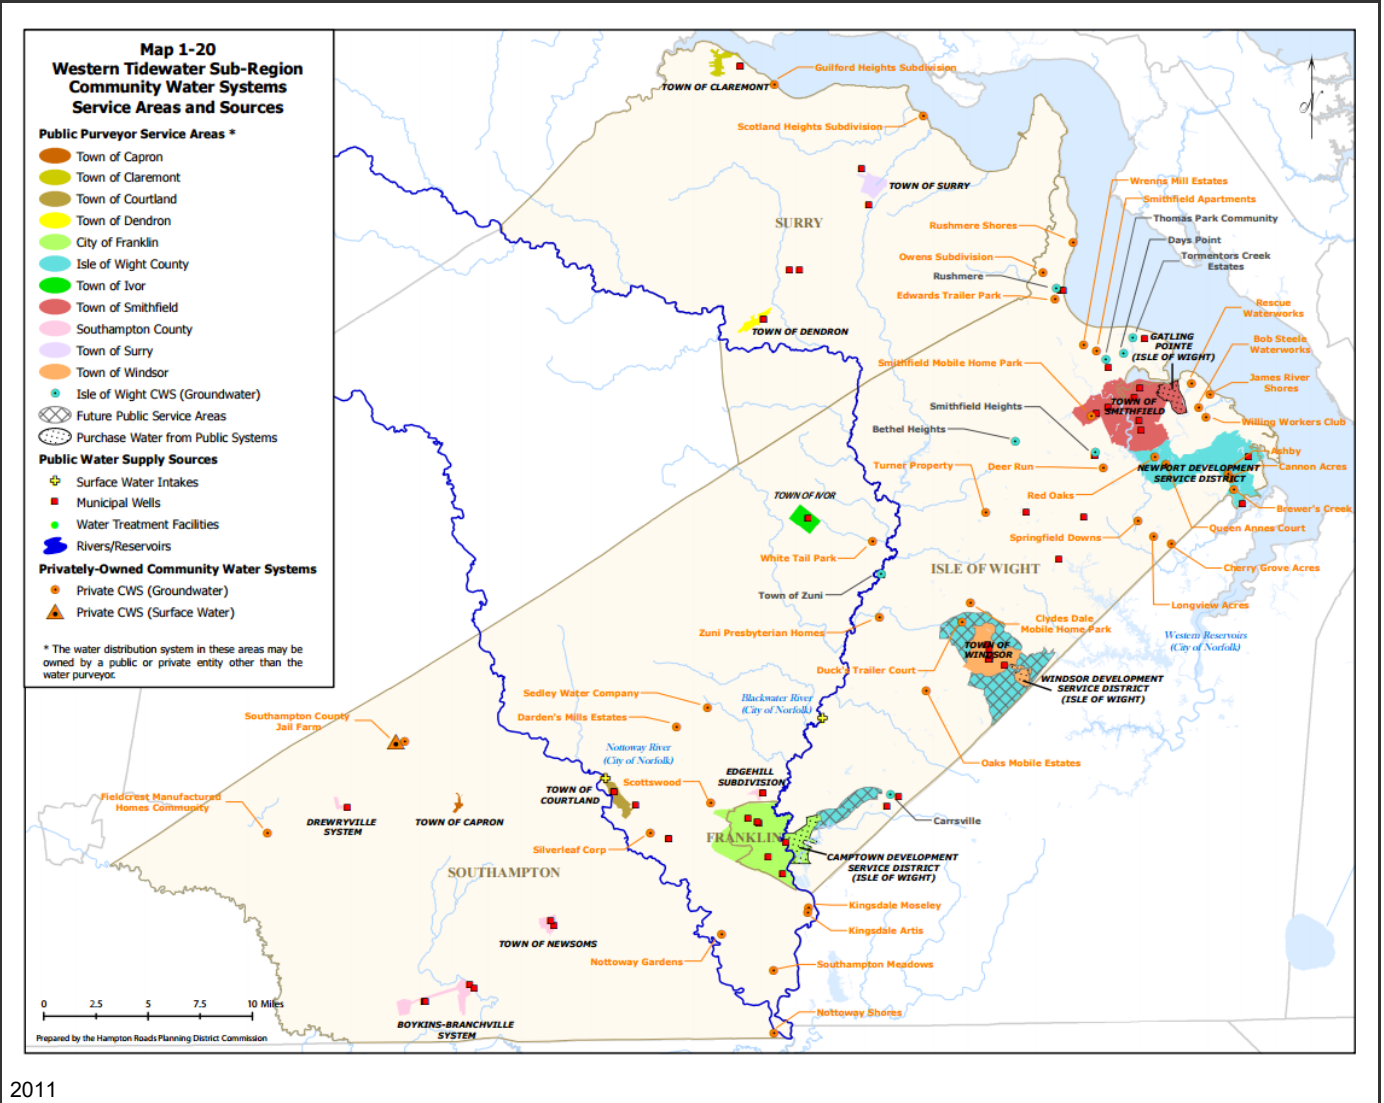 Map 1-20
Western Tidewater Sub-Region
Community Water Systems
Service Areas and Sources
Public Purveyor Service Areas *
Town of Capron
Town of Claremont
Town of Courtland
Town of Dendron
City of Franklin
Isle of Wight County
Town of Ivor
Town of Smithfield
Southampton County
Town of Surry
Town of Windsor
Isle of Wight CWS (Groundwater)
Future Public Service Areas
Purchase Water from Public Systems
Public Water Supply Sources
Surface Water Intakes
Municipal Wells
Water Treatment Facilities
Rivers/Reservoirs
Privately-Owned Community Water Systems
Private CWS (Groundwater)
Private CWS (Surface Water)
* The water distribution system in these areas may be
owned by a public or private entity other than the
water purveyor.
N
Guilford Heights Subdivision
TOWN OF CLAREMONT
Scotland Heights Subdivision
TOWN OF SURRY
SURRY
Wrenns Mill Estates
Smithfield Apartments
Thomas Park Community
Days Point
Tormentors Creek
Estates
Rushmere Shores
Owens Subdivision
Rushmere
Edwards Trailer Park
Rescue
Waterworks
Bob Steele
Waterworks
James River
Shores
Willing Workers Club
TOWN OF DENDRON
GATLING
POINTE
(ISLE OF WIGHT)
Smithfield Mobile Home Park
TOWN OF
SMITHFIELD
Smithfield Heights
Bethel Heights
Ashby
Cannon Acres
Turner Property
Deer Run
NEWPORT DEVELOPMENT
SERVICE DISTRICT
Red Oaks
Brewer's Creek
Queen Annes Court
TOWN OF IVOR
Springfield Downs
White Tail Park
ISLE OF WIGHT
Cherry Grove Acres
Town of Zuni
Longview Acres
Clydes Dale
Mobile Home Park
Zuni Presbyterian Homes
Western Reservoirs
(City of Norfolk)
TOWN OF
WINDSOR
Duck's Trailer Court
WINDSOR DEVELOPMENT
SERVICE DISTRICT
(ISLE OF WIGHT)
Sedley Water Company
Blackwater River
(City of Norfolk)
Darden's Mills Estates
Southampton County
Jail Farm
Nottoway River
(City of Norfolk)
Oaks Mobile Estates
EDGEHILL
SUBDIVISION
Scottswood
TOWN OF
COURTLAND
Fieldcrest Manufactured
Homes Community
DREWRYVILLE
SYSTEM
TOWN OF CAPRON
Carrsville
FRANKLIN
Silverleaf Corp
CAMPTOWN DEVELOPMENT
SERVICE DISTRICT
(ISLE OF WIGHT)
SOUTHAMPTON
Kingsdale Moseley
Kingsdale Artis
TOWN OF NEWSOMS
Nottoway Gardens
Southampton Meadows
Nottoway Shores
BOYKINS-BRANCHVILLE
SYSTEM
0 2.5 5 7.5 10 Miles
Prepared by the Hampton Roads Planning District Commission
2011